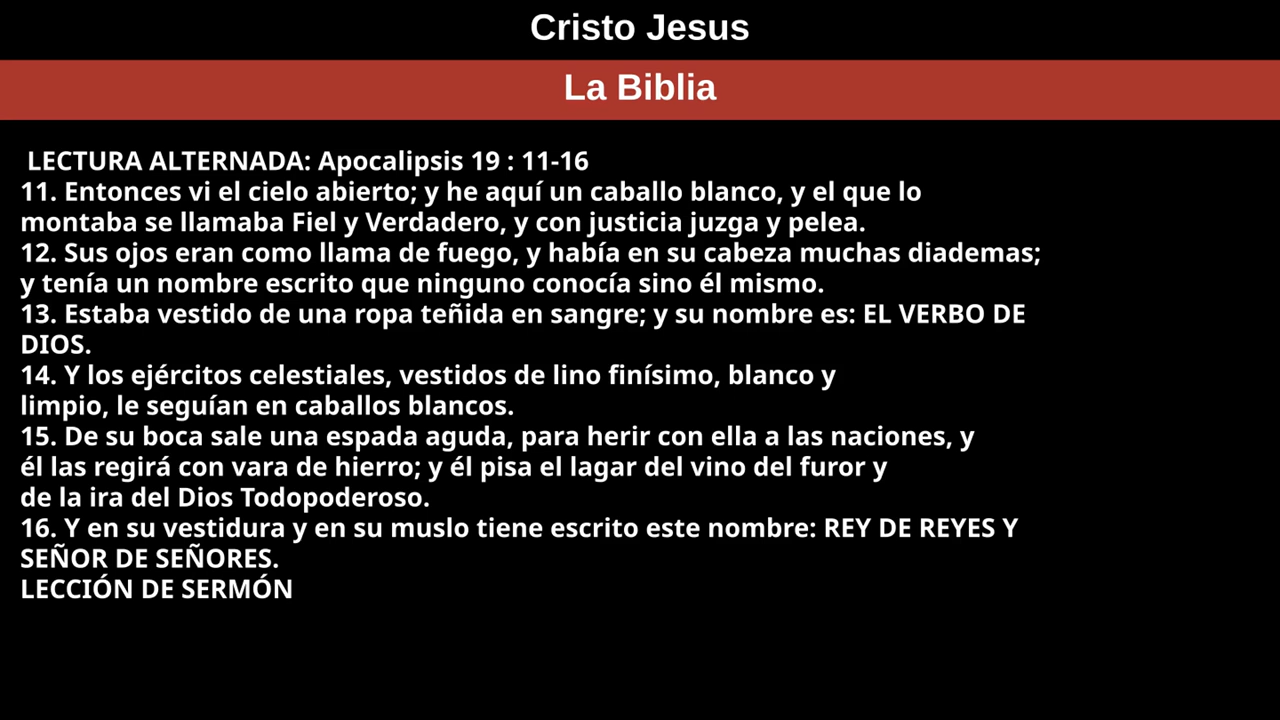 Cristo Jesus
La Biblia
LECTURA ALTERNADA: Apocalipsis 19 : 11-16
11. Entonces vi el cielo abierto; y he aquí un caballo blanco, y el que lo
montaba se llamaba Fiel y Verdadero, y con justicia juzga y pelea.
12. Sus ojos eran como llama de fuego, y había en su cabeza muchas diademas;
y tenía un nombre escrito que ninguno conocía sino él mismo.
13. Estaba vestido de una ropa teñida en sangre; y su nombre es: EL VERBO DE
DIOS.
14. Y los ejércitos celestiales, vestidos de lino finísimo, blanco y
limpio, le seguían en caballos blancos.
15. De su boca sale una espada aguda, para herir con ella a las naciones, y
él las regirá con vara de hierro; y él pisa el lagar del vino del furor y
de la ira del Dios Todopoderoso.
16. Y en su vestidura y en su muslo tiene escrito este nombre: REY DE REYES Y
SEÑOR DE SEÑORES.
LECCIÓN DE SERMÓN